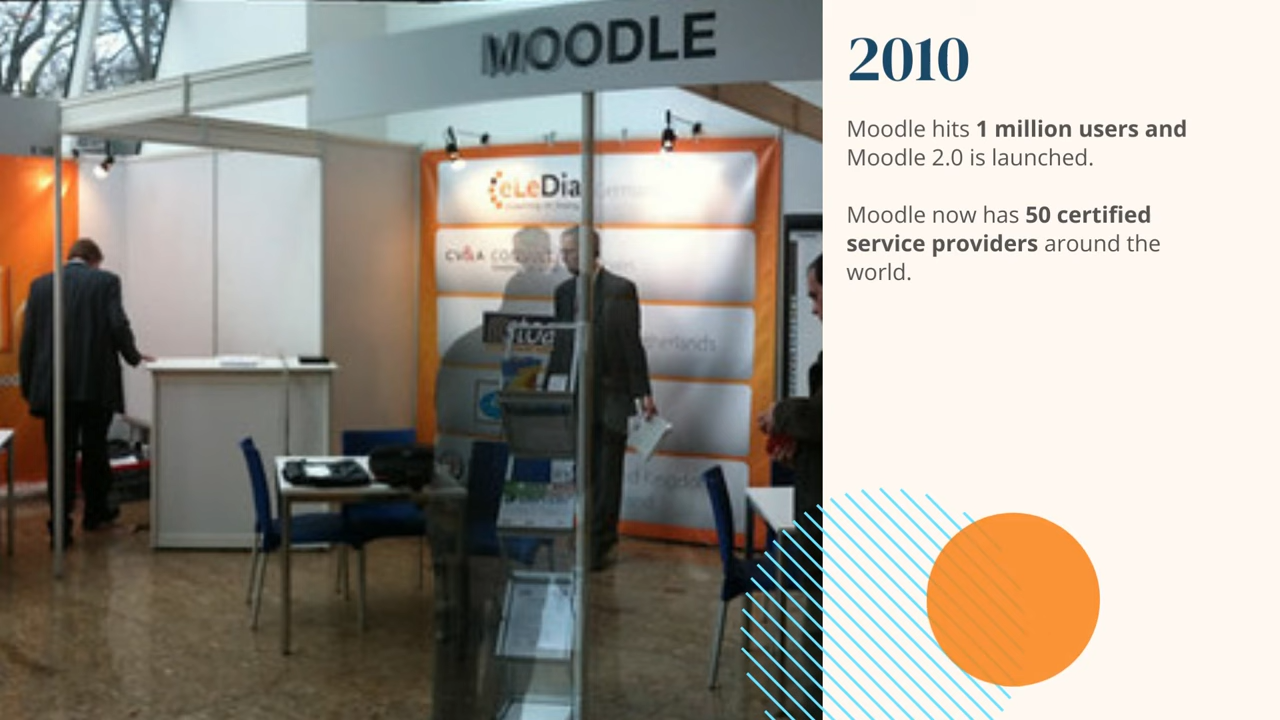 MOODLE
eLeDia
CV&A
2010
Moodle hits 1 million users and
Moodle 2.0 is launched.
Moodle now has 50 certified
service providers around the
world.